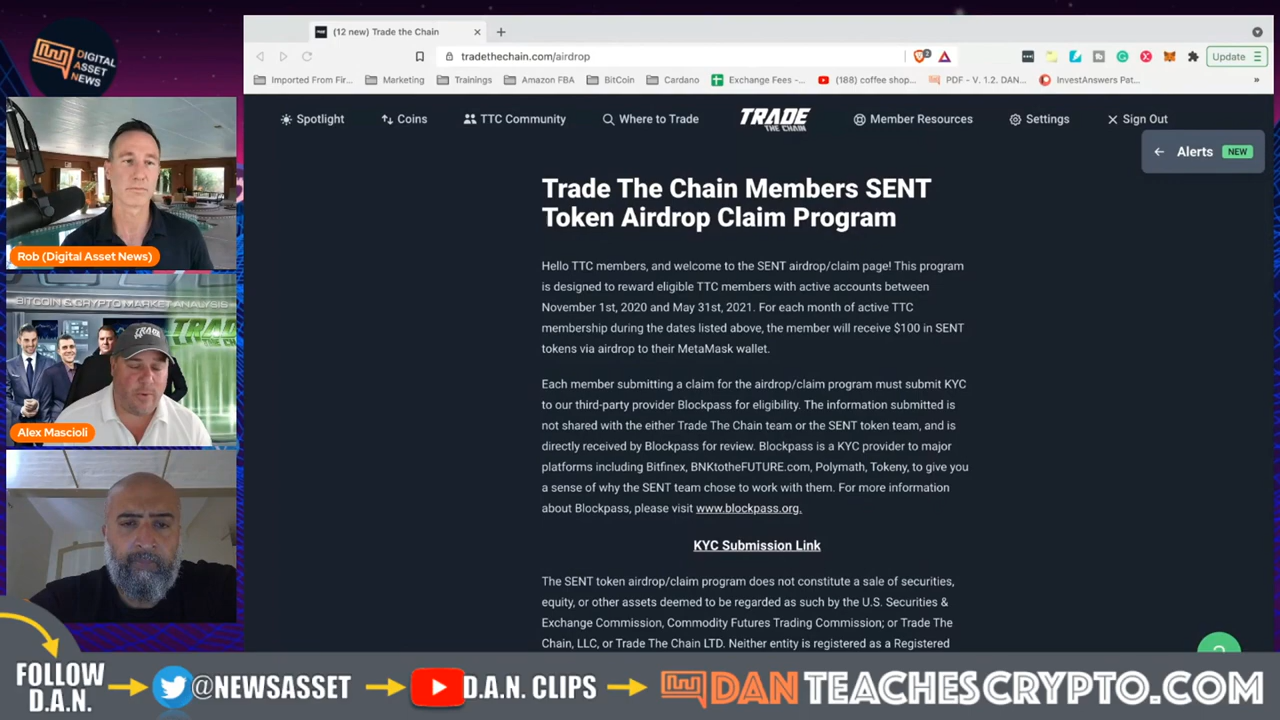 (12 new) Trade the Chain
tradethechain.com/airdrop
2
Update
Imported From Fir...
Marketing
Trainings
Amazon FBA
BitCoin
Cardano
Exchange Fees -...
(188) coffee shop...
PDF - V. 1.2. DAN...
InvestAnswers Pat...
»
DIGITAL
ASSET
NEWS
Spotlight
Coins
TTC Community
Where to Trade
TRADE
THE CHAIN
Member Resources
Settings
Sign Out
Alerts NEW
Trade The Chain Members SENT
Token Airdrop Claim Program
Hello TTC members, and welcome to the SENT airdrop/claim page! This program
is designed to reward eligible TTC members with active accounts between
November 1st, 2020 and May 31st, 2021. For each month of active TTC
membership during the dates listed above, the member will receive $100 in SENT
tokens via airdrop to their MetaMask wallet.
Each member submitting a claim for the airdrop/claim program must submit KYC
to our third-party provider Blockpass for eligibility. The information submitted is
not shared with the either Trade The Chain team or the SENT token team, and is
directly received by Blockpass for review. Blockpass is a KYC provider to major
platforms including Bitfinex, BNKtotheFUTURE.com, Polymath, Tokeny, to give you
a sense of why the SENT team chose to work with them. For more information
about Blockpass, please visit www.blockpass.org.
KYC Submission Link
The SENT token airdrop/claim program does not constitute a sale of securities,
equity, or other assets deemed to be regarded as such by the U.S. Securities &
Exchange Commission, Commodity Futures Trading Commission; or Trade The
Chain, LLC, or Trade The Chain LTD. Neither entity is registered as a Registered
Rob (Digital Asset News)
BITCOIN & CRYPTO MARKET ANALYSIS
TRADE
Alex Mascioli
FOLLOW
D.A.N.
@NEWSASSET
D.A.N. CLIPS
DANTEACHESCRYPTO.COM